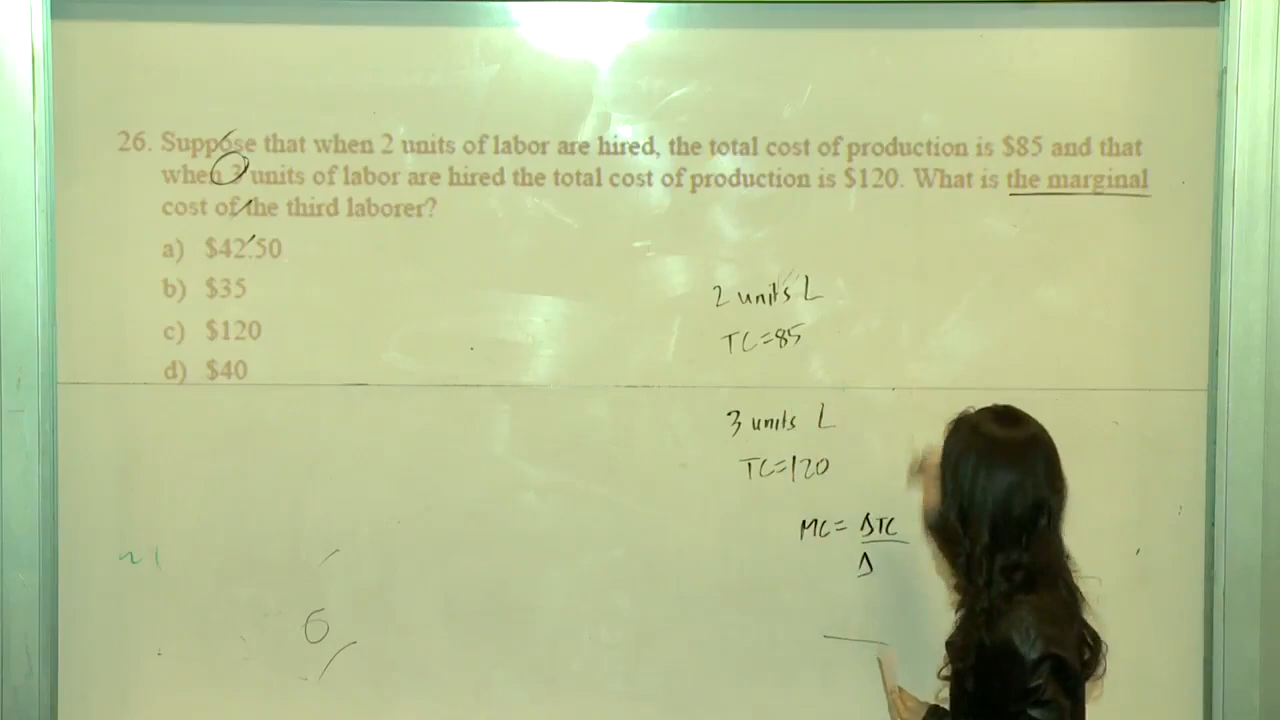 26. Suppose that when 2 units of labor are hired, the total cost of production is $85 and that
when 3 units of labor are hired the total cost of production is $120. What is the marginal
cost of the third laborer?
a) $42.50
b) $35
c) $120
d) $40
2 units L
TC=85
3 units L
TC=120
MC= ΔTC
Δ
6